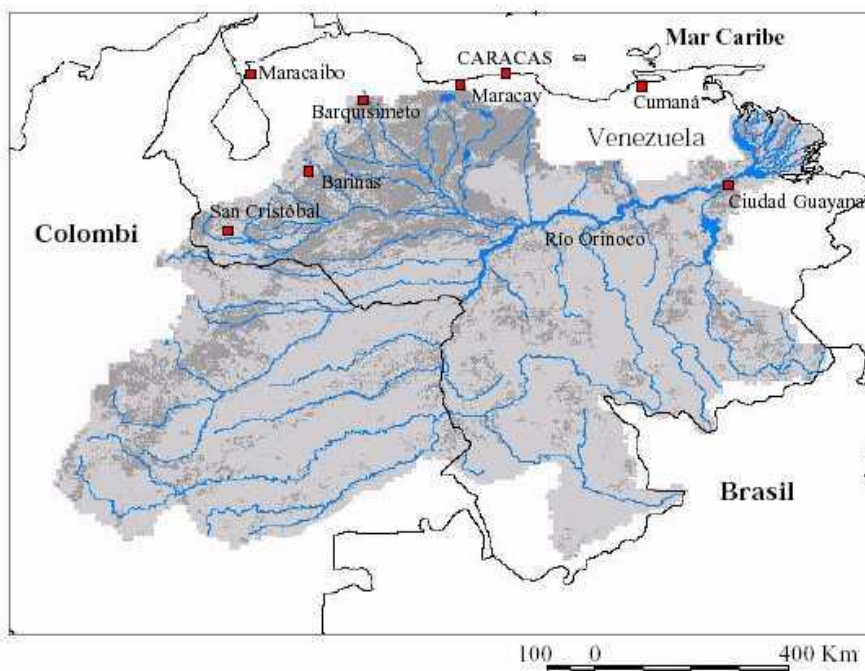 Mar Caribe
CARACAS
Maracaibo
Maracay
Cumaná
Barquisimeto
Venezuela
Barinas
Ciudad Guayana
San Cristóbal
Colombi
Río Orinoco
Brasil
100 0 400 Km